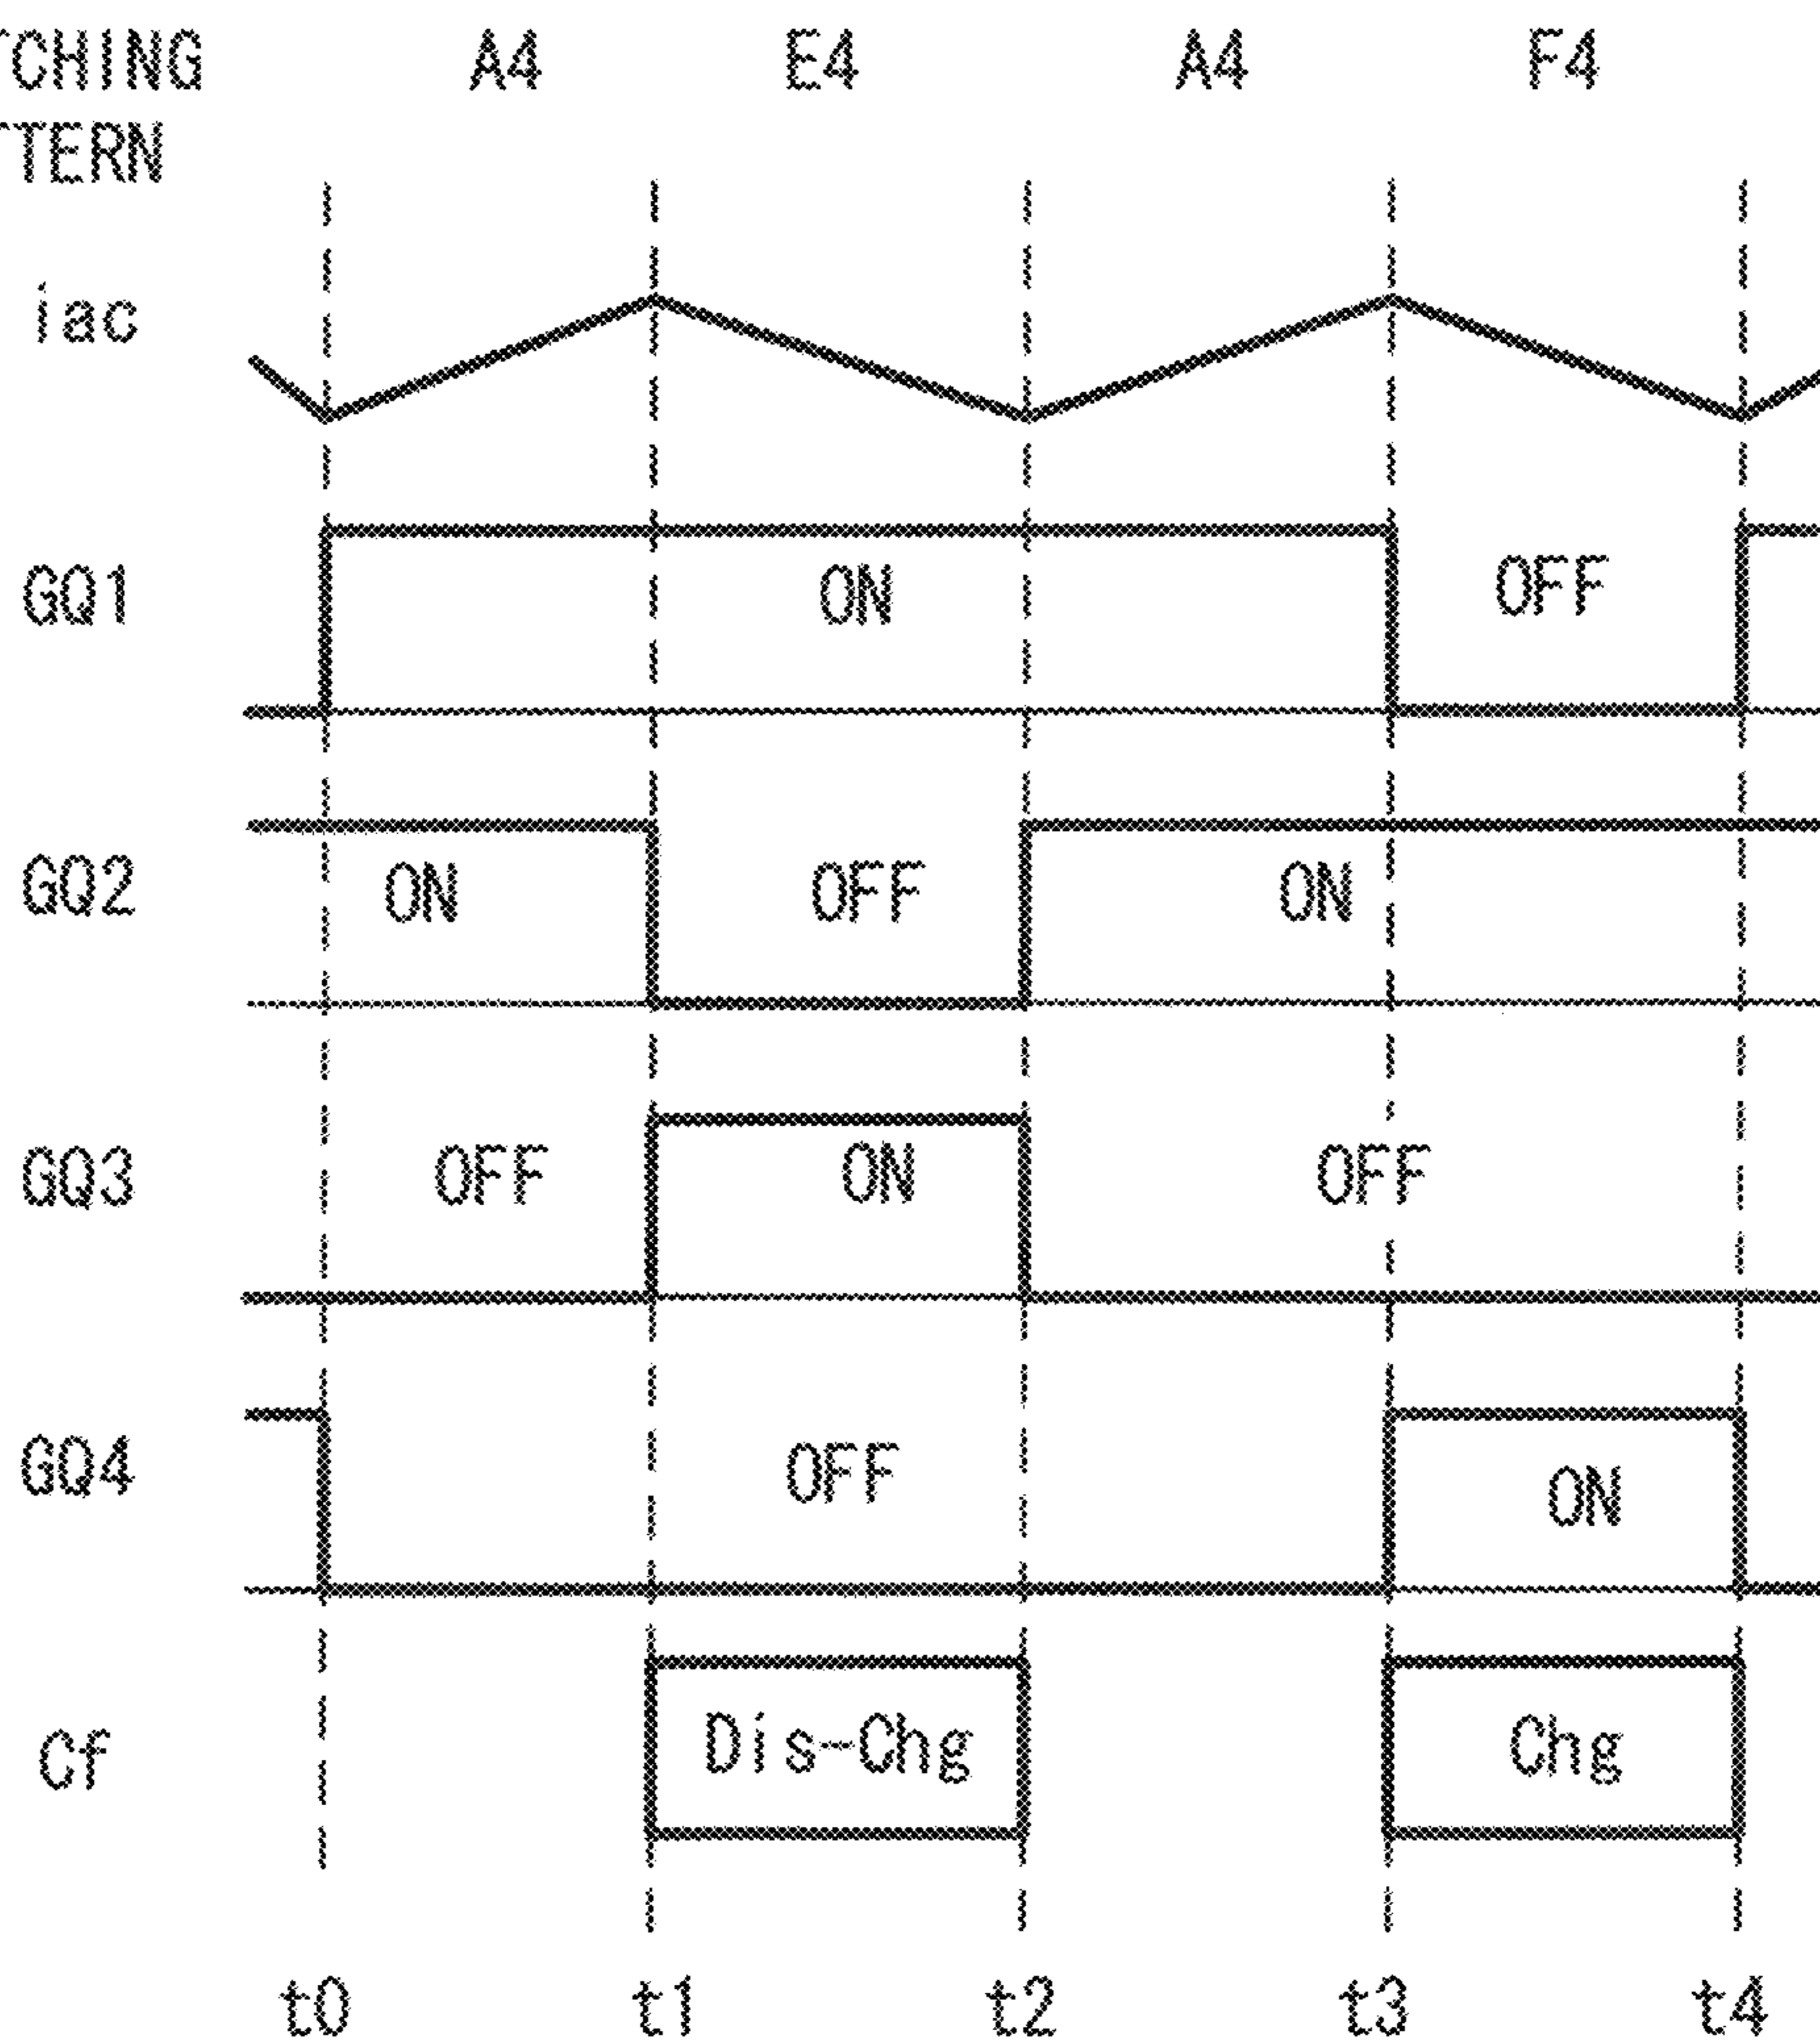 TCHING A4 E4 A4 F4
TTERN
iac
GQ1 ON OFF
GQ2 ON OFF ON
GQ3 OFF ON OFF
GQ4 OFF ON
Cf Dis-Chg Chg
t0 t1 t2 t3 t4